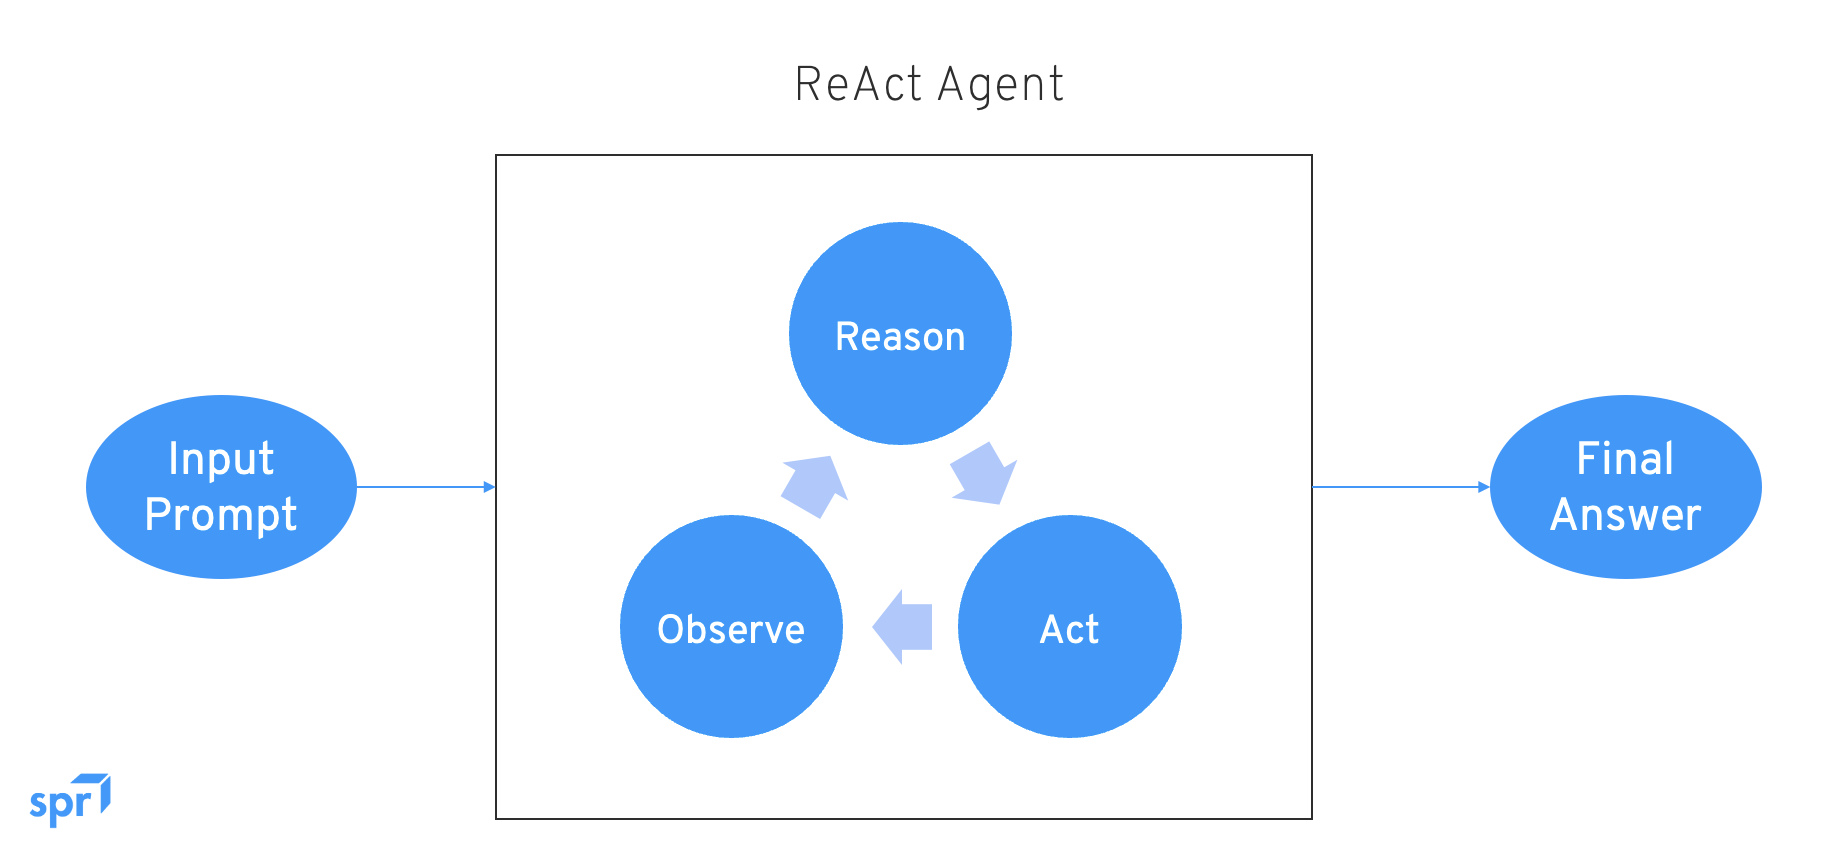 ReAct Agent
Reason
Input
Prompt
Final
Answer
Observe
Act
spr